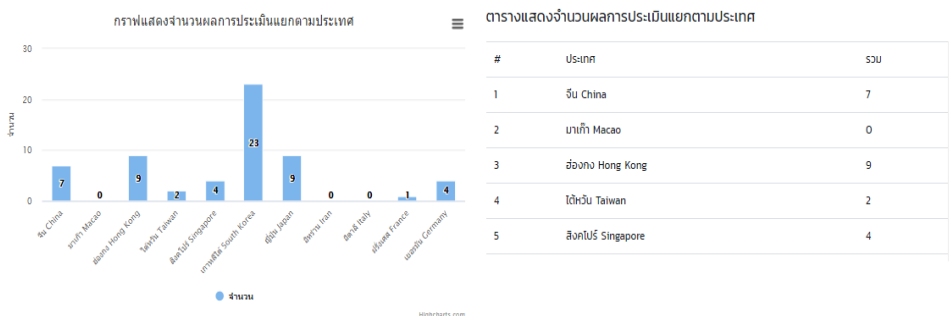 กราฟแสดงจำนวนผลการประเมินแยกตามประเทศ
30
20
10
0
จำนวน
7
0
9
2
4
23
9
0
0
1
4
จีน China
มาเก๊า Macao
ฮ่องกง Hong Kong
ไต้หวัน Taiwan
สิงคโปร์ Singapore
เกาหลีใต้ South Korea
ญี่ปุ่น Japan
อิหร่าน Iran
อิตาลี Italy
ฝรั่งเศส France
เยอรมัน Germany
จำนวน
Highcharts.com
ตารางแสดงจำนวนผลการประเมินแยกตามประเทศ
# ประเทศ รวม
1 จีน China 7
2 มาเก๊า Macao 0
3 ฮ่องกง Hong Kong 9
4 ไต้หวัน Taiwan 2
5 สิงคโปร์ Singapore 4